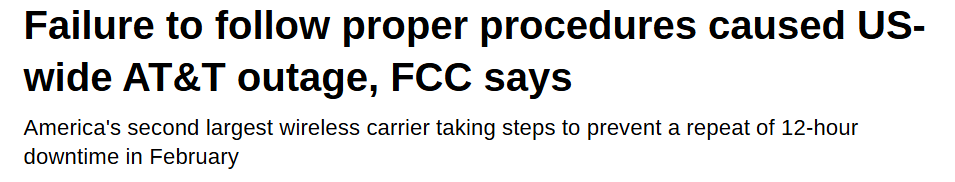 Failure to follow proper procedures caused US-
wide AT&T outage, FCC says
America's second largest wireless carrier taking steps to prevent a repeat of 12-hour
downtime in February